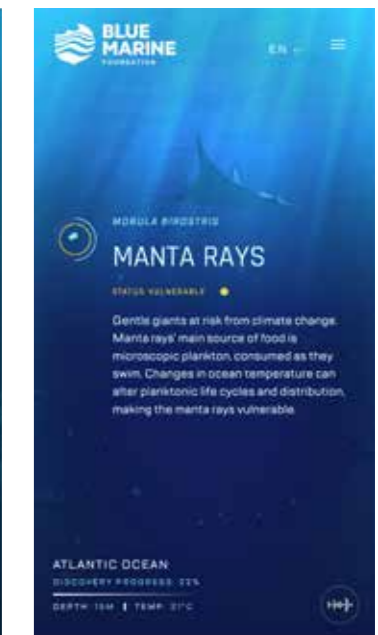 BLUE
MARINE
FOUNDATION
EN
MOBULA BIROSTRIS
MANTA RAYS
STATUS VULNERABLE
Gentle giants at risk from climate change.
Manta rays' main source of food is
microscopic plankton, consumed as they
swim. Changes in ocean temperature can
alter planktonic life cycles and distribution,
making the manta rays vulnerable.
ATLANTIC OCEAN
DISCOVERY PROGRESS: 22%
DEPTH: 15M | TEMP: 21°C